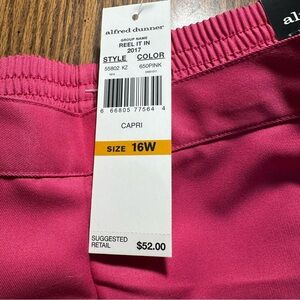 alfred dunner
al
GROUP NAME
REEL IT IN
2017
STYLE COLOR
55802 KZ 650PINK
CAPRI
6 66805 77564 4
SIZE 16W
SUGGESTED
RETAIL $52.00